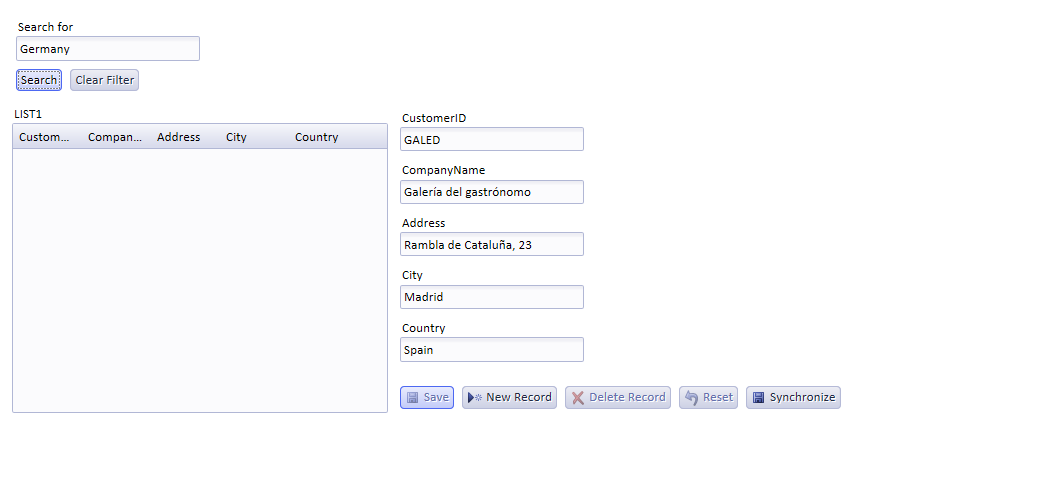 Search for
Germany
Search Clear Filter
LIST1
Custom... Compan... Address City Country
CustomerID
GALED
CompanyName
Galería del gastrónomo
Address
Rambla de Cataluña, 23
City
Madrid
Country
Spain
Save New Record Delete Record Reset Synchronize